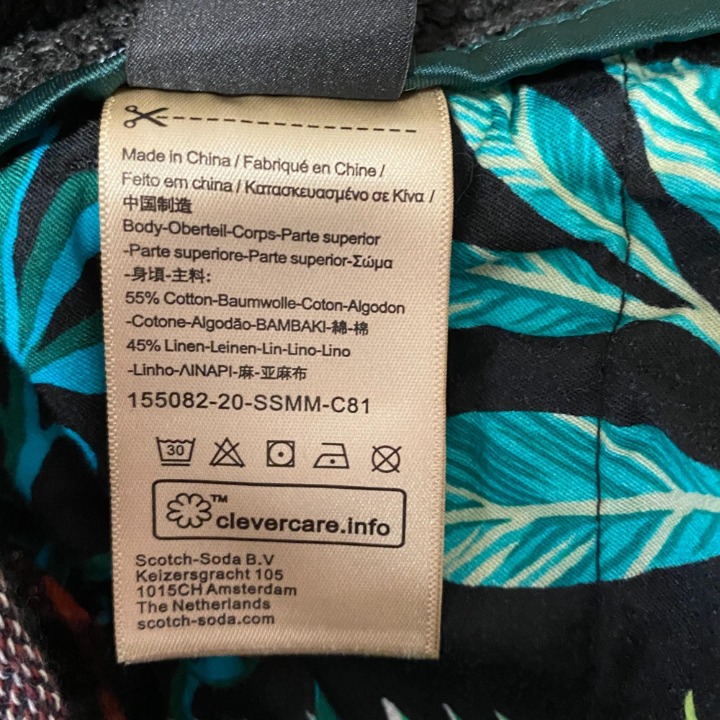 Made in China / Fabriqué en Chine /
Feito em china / Κατασκευασμένο σε Κίνα /
中国制造
Body-Oberteil-Corps-Parte superior
-Parte superiore-Parte superior-Σώμα
-身頃-主料:
55% Cotton-Baumwolle-Coton-Algodon
-Cotone-Algodão-BAMBAKI-綿-棉
45% Linen-Leinen-Lin-Lino-Lino
-Linho-ΛΙΝΑΡΙ-麻-亚麻布
155082-20-SSMM-C81
30
™
clevercare.info
Scotch-Soda B.V
Keizersgracht 105
1015CH Amsterdam
The Netherlands
scotch-soda.com